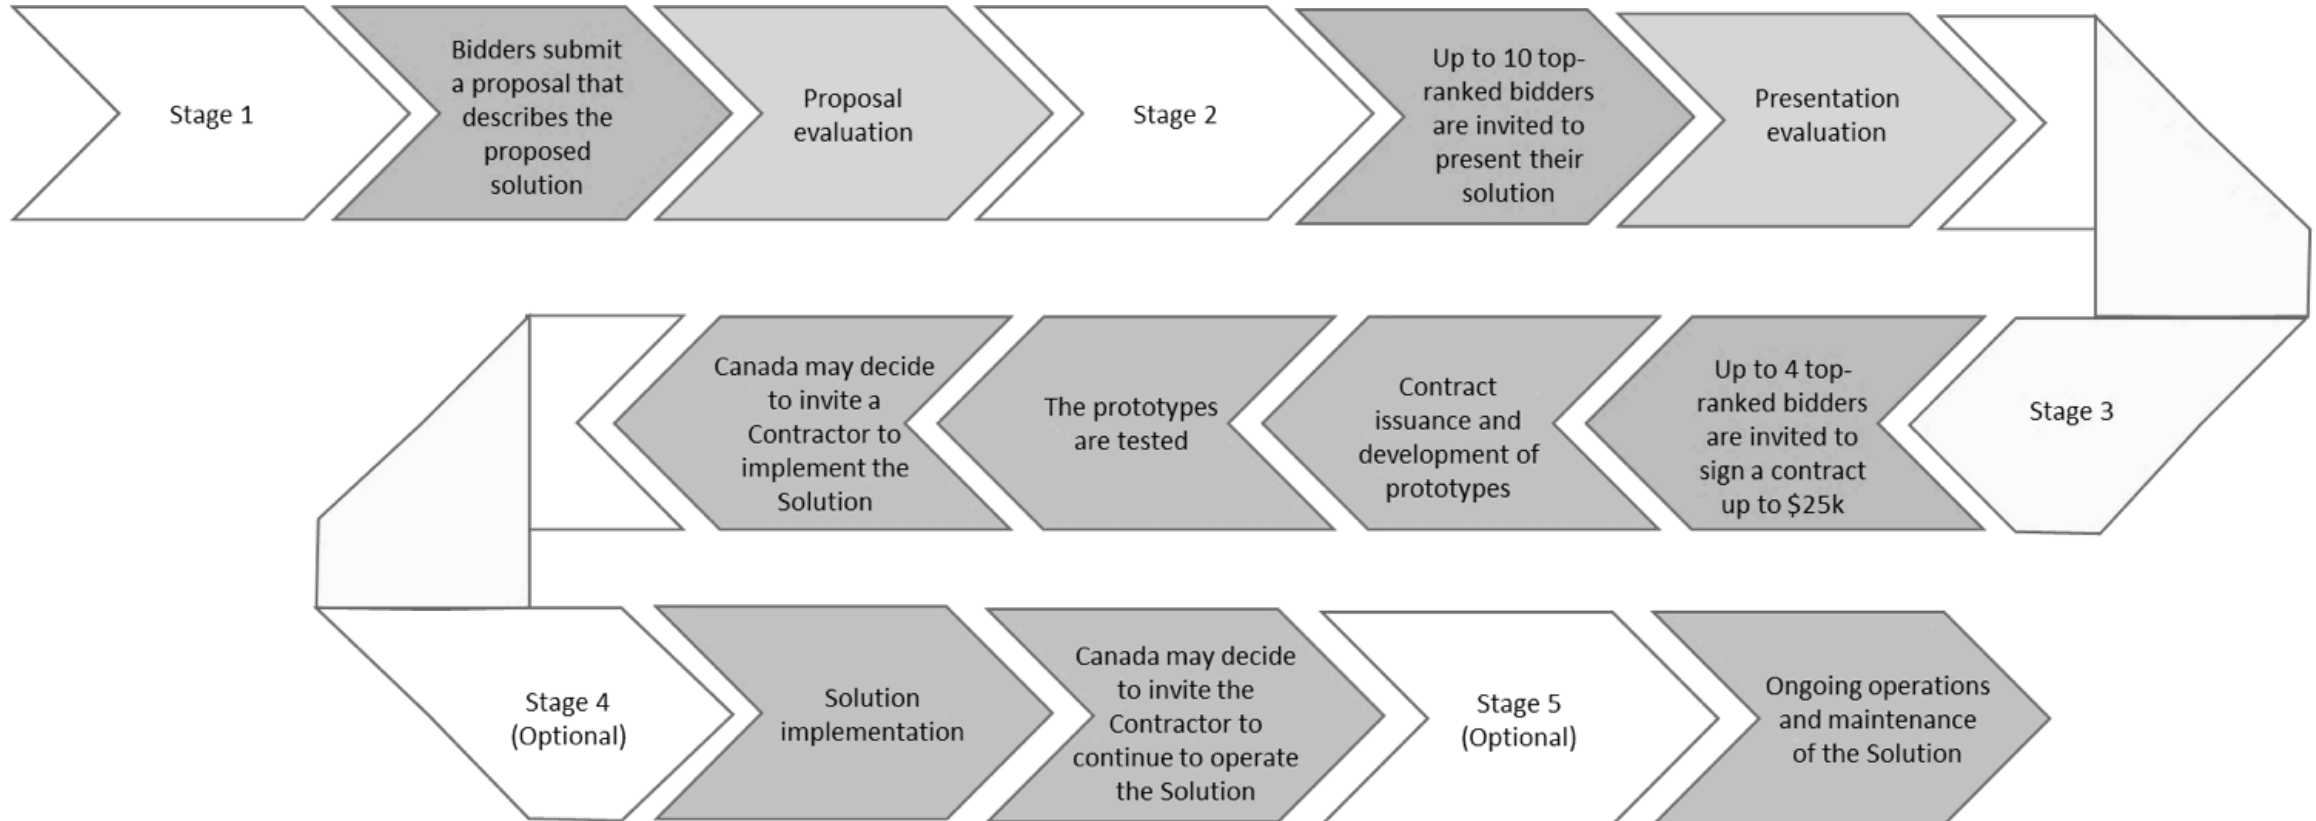 Stage 1
Bidders submit
a proposal that
describes the
proposed
solution
Proposal
evaluation
Stage 2
Up to 10 top-
ranked bidders
are invited to
present their
solution
Presentation
evaluation
Stage 3
Up to 4 top-
ranked bidders
are invited to
sign a contract
up to $25k
Contract
issuance and
development of
prototypes
The prototypes
are tested
Canada may decide
to invite a
Contractor to
implement the
Solution
Stage 4
(Optional)
Solution
implementation
Canada may decide
to invite the
Contractor to
continue to operate
the Solution
Stage 5
(Optional)
Ongoing operations
and maintenance
of the Solution